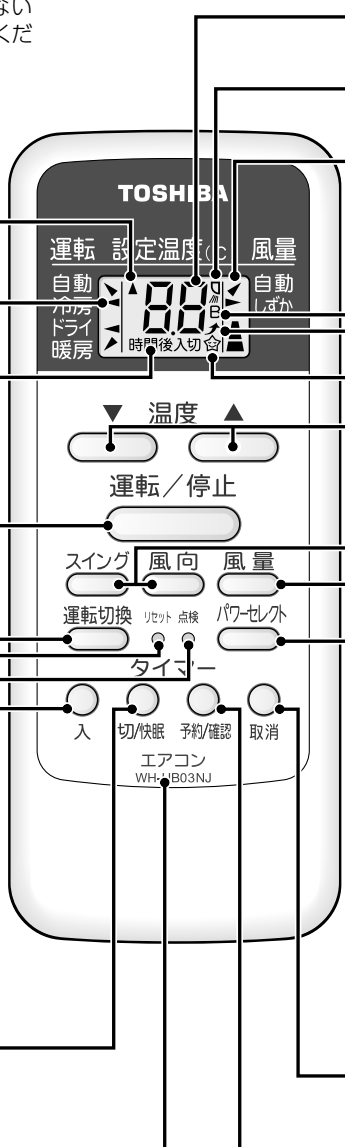 ない
くだ
TOSHIBA
運転 設定温度(℃) 風量
自動 自動
冷房 しずか
ドライ
暖房
88
B
時間後入切
▼ 温度 ▲
運転／停止
スイング 風向 風量
運転切換 リセット 点検 パワーセレクト
タイマー
入 切/快眠 予約/確認 取消
エアコン
WH-UB03NJ